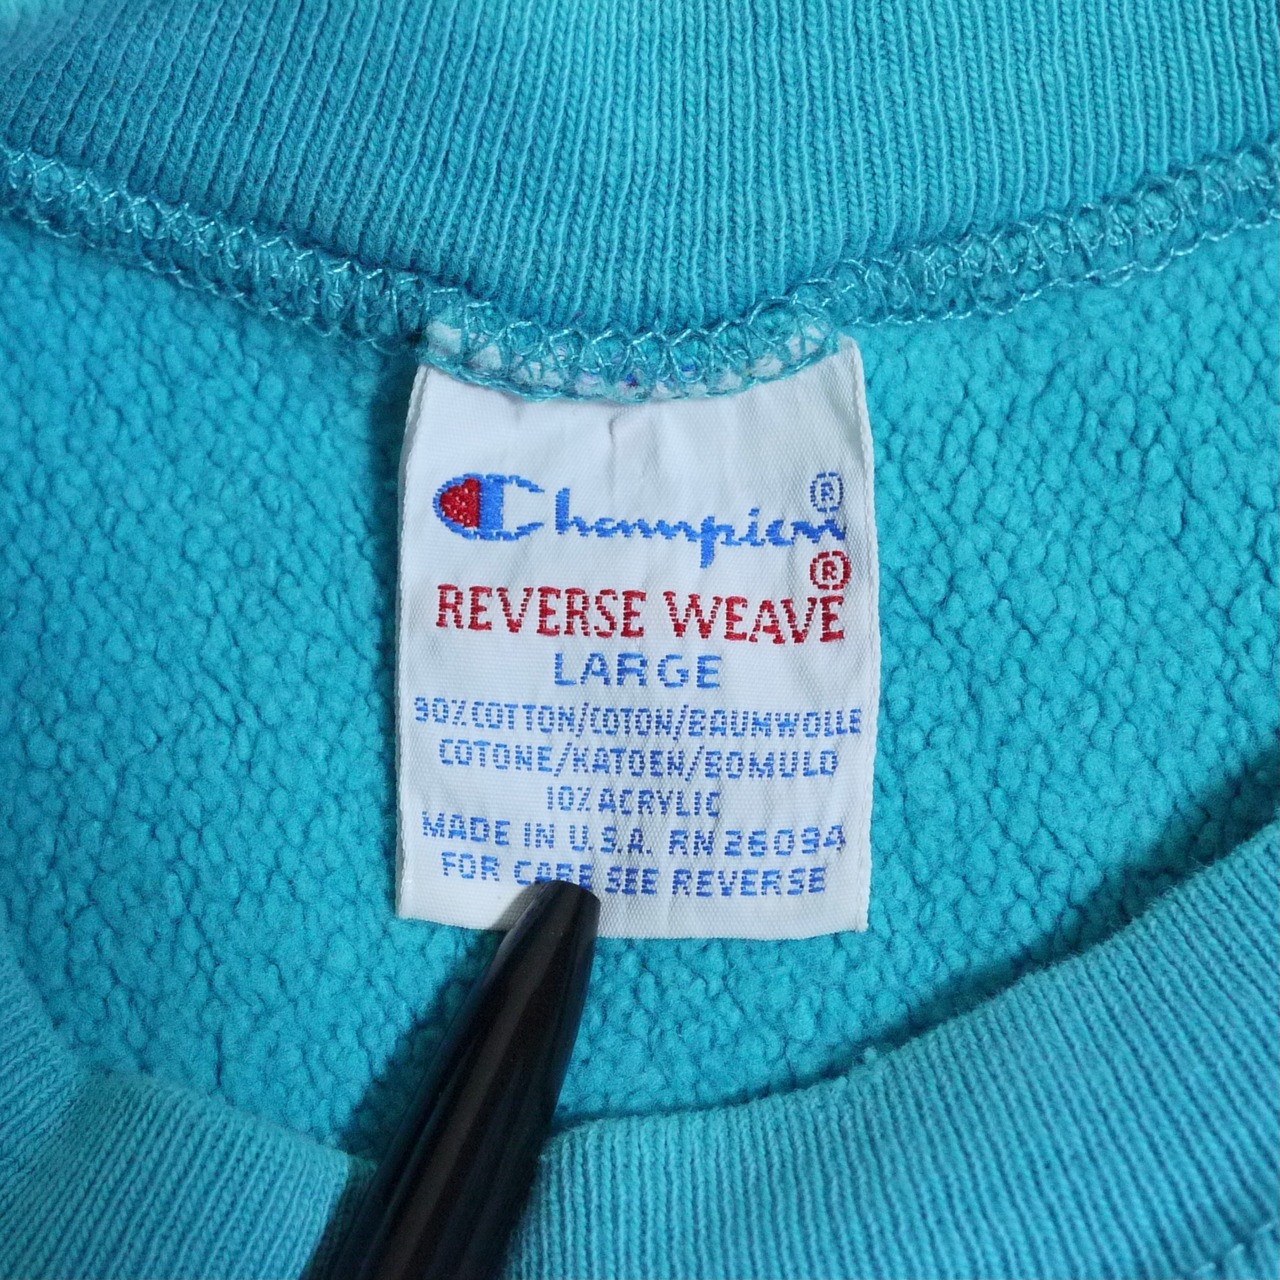 Champion®
REVERSE WEAVE®
LARGE
90% COTTON/COTON/BAUMWOLLE
COTONE/KATOEN/BOMULD
10% ACRYLIC
MADE IN U.S.A. RN 26094
FOR CARE SEE REVERSE